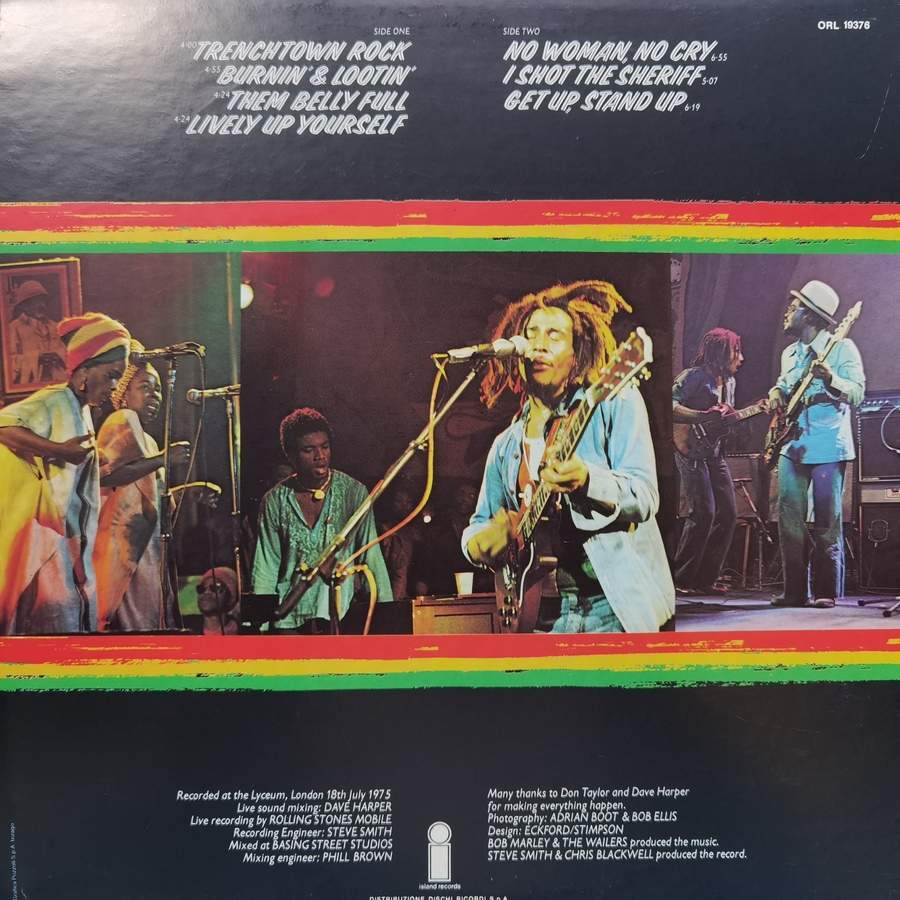 ORL 19376
SIDE ONE
4·00 TRENCHTOWN ROCK
4·55 BURNIN' & LOOTIN'
4·24 THEM BELLY FULL
4·24 LIVELY UP YOURSELF
SIDE TWO
NO WOMAN, NO CRY 6·55
I SHOT THE SHERIFF 5·07
GET UP, STAND UP 6·19
Recorded at the Lyceum, London 18th July 1975
Live sound mixing: DAVE HARPER
Live recording by ROLLING STONES MOBILE
Recording Engineer: STEVE SMITH
Mixed at BASING STREET STUDIOS
Mixing engineer: PHILL BROWN
Many thanks to Don Taylor and Dave Harper
for making everything happen.
Photography: ADRIAN BOOT & BOB ELLIS
Design: ECKFORD/STIMPSON
BOB MARLEY & THE WAILERS produced the music.
STEVE SMITH & CHRIS BLACKWELL produced the record.
island records
DISTRIBUZIONE DISCHI RICORDI S.p.A.